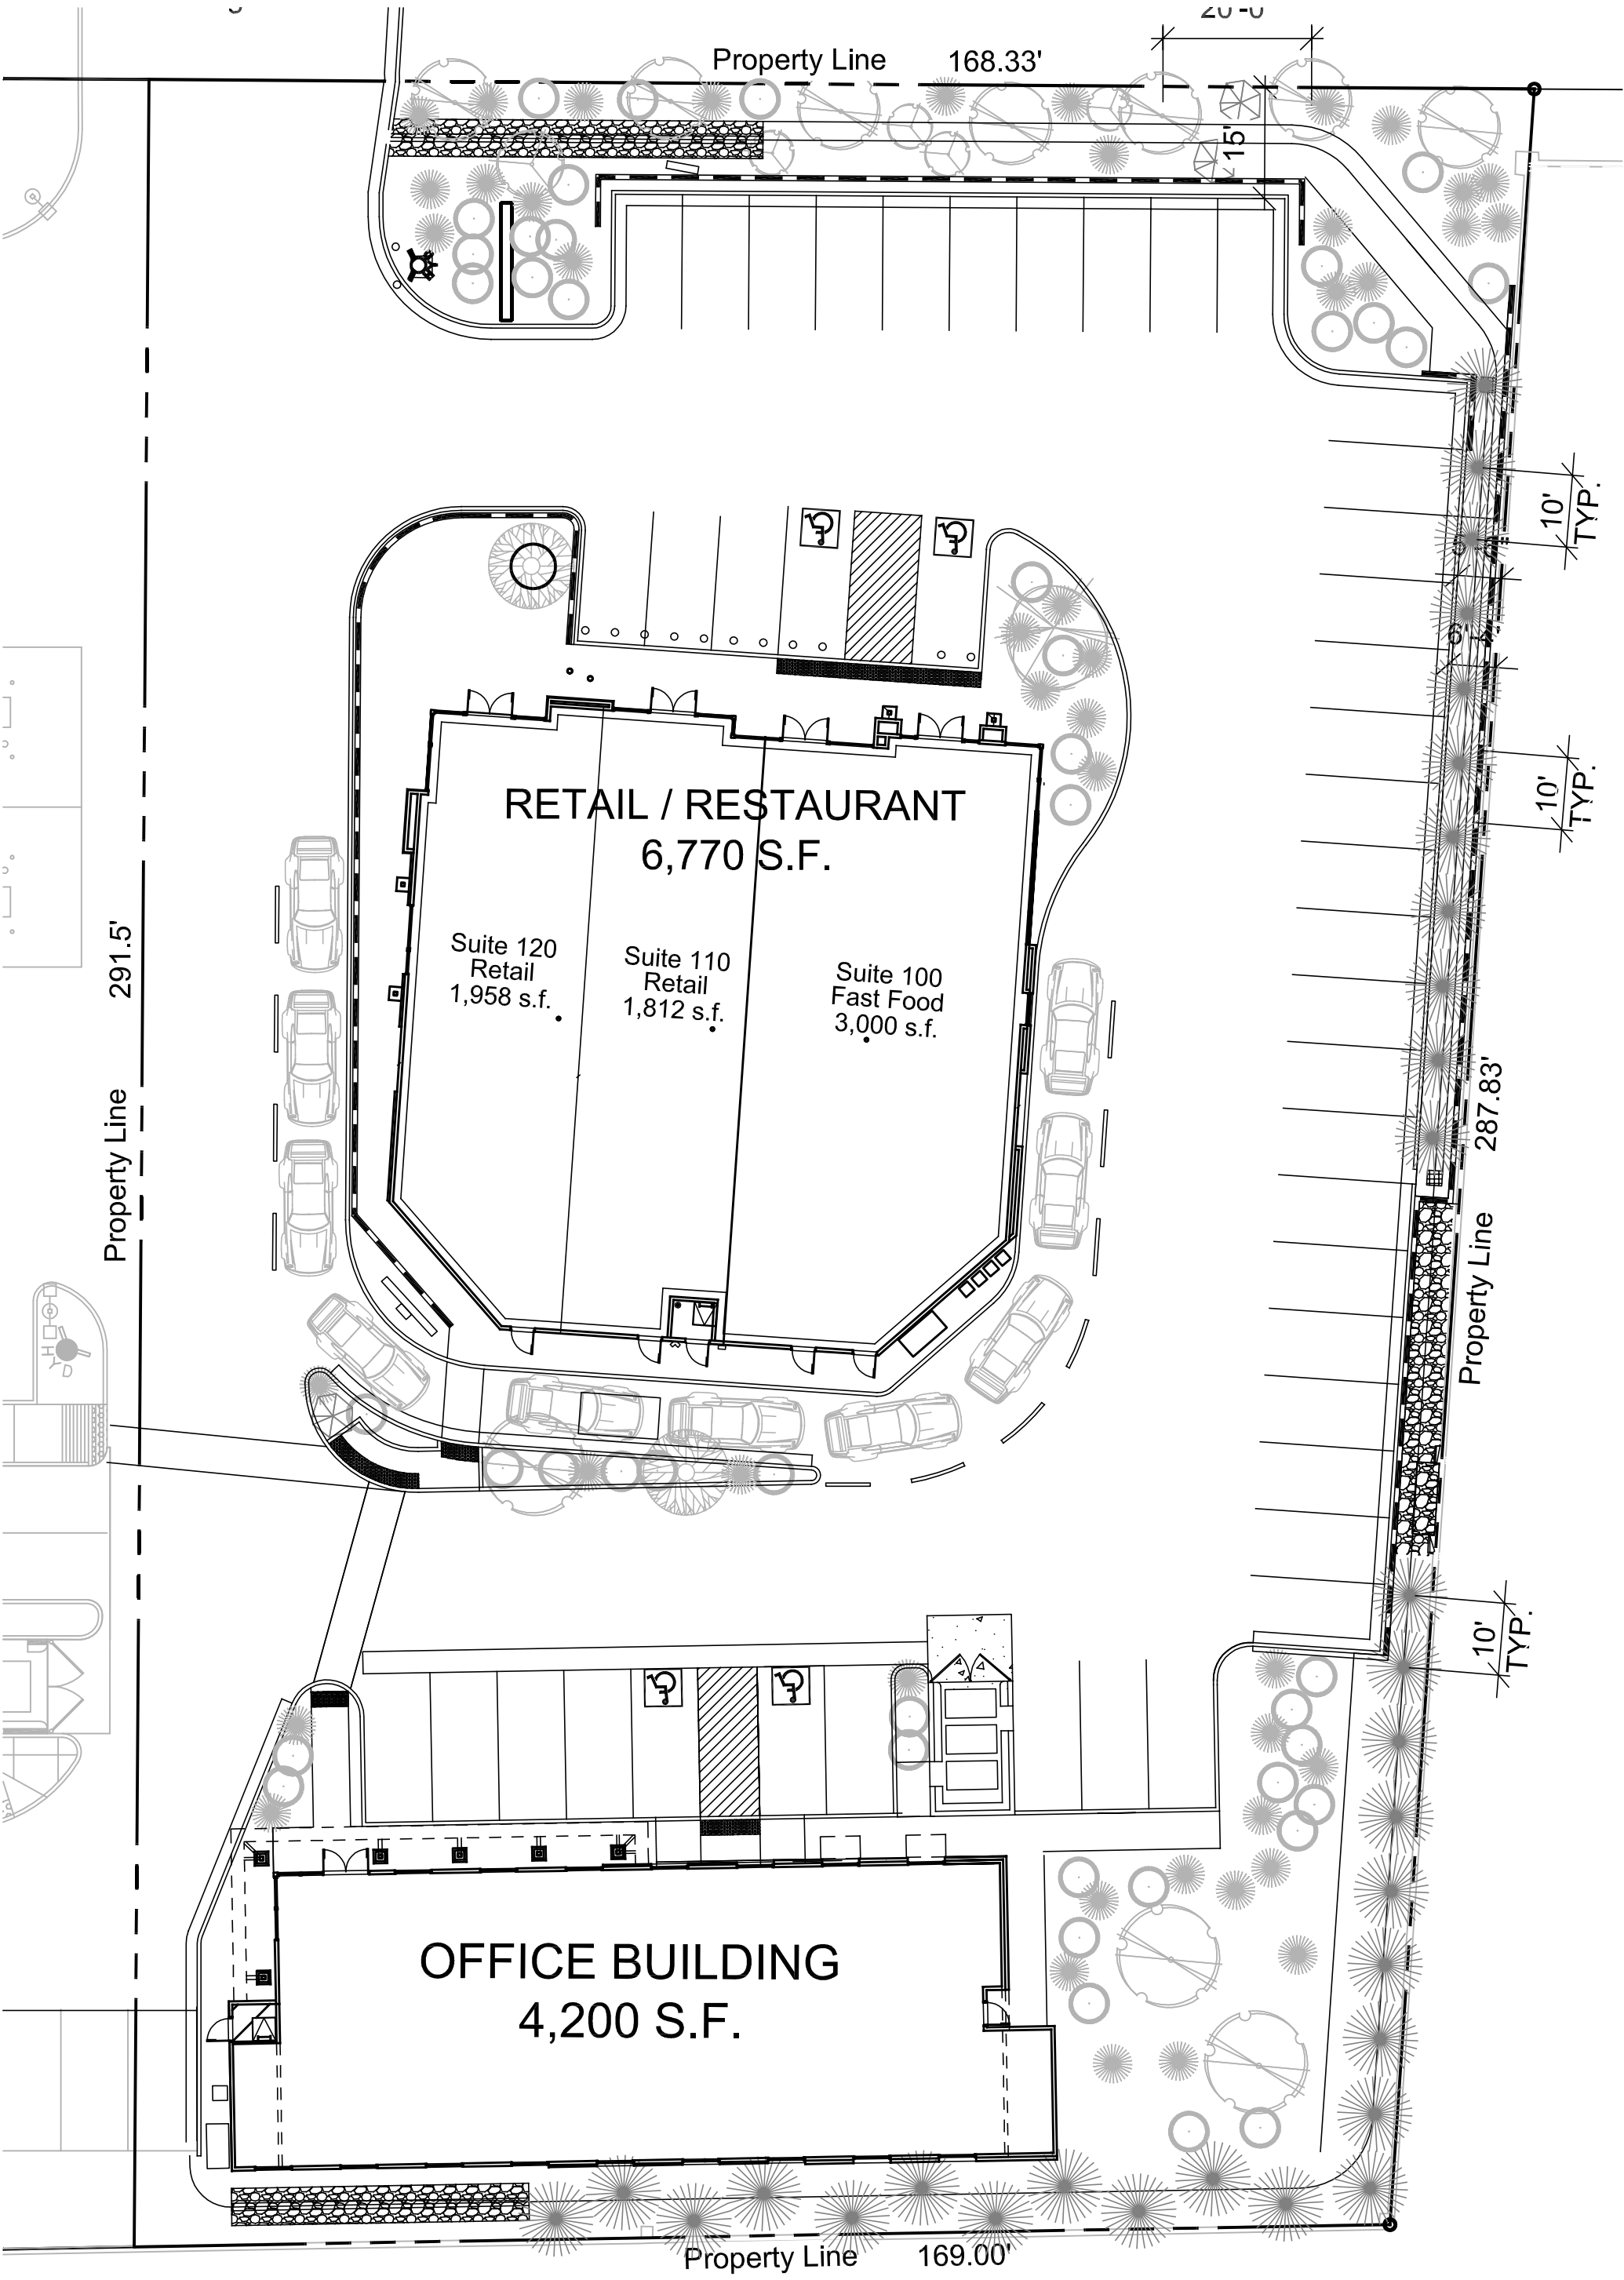 Property Line 168.33'
15'
10'
TYP.
RETAIL / RESTAURANT
6,770 S.F.
10'
TYP.
Suite 120
Retail
1,958 s.f.
Suite 110
Retail
1,812 s.f.
Suite 100
Fast Food
3,000 s.f.
Property Line 291.5'
Property Line 287.83'
HYD
10'
TYP.
OFFICE BUILDING
4,200 S.F.
Property Line 169.00'